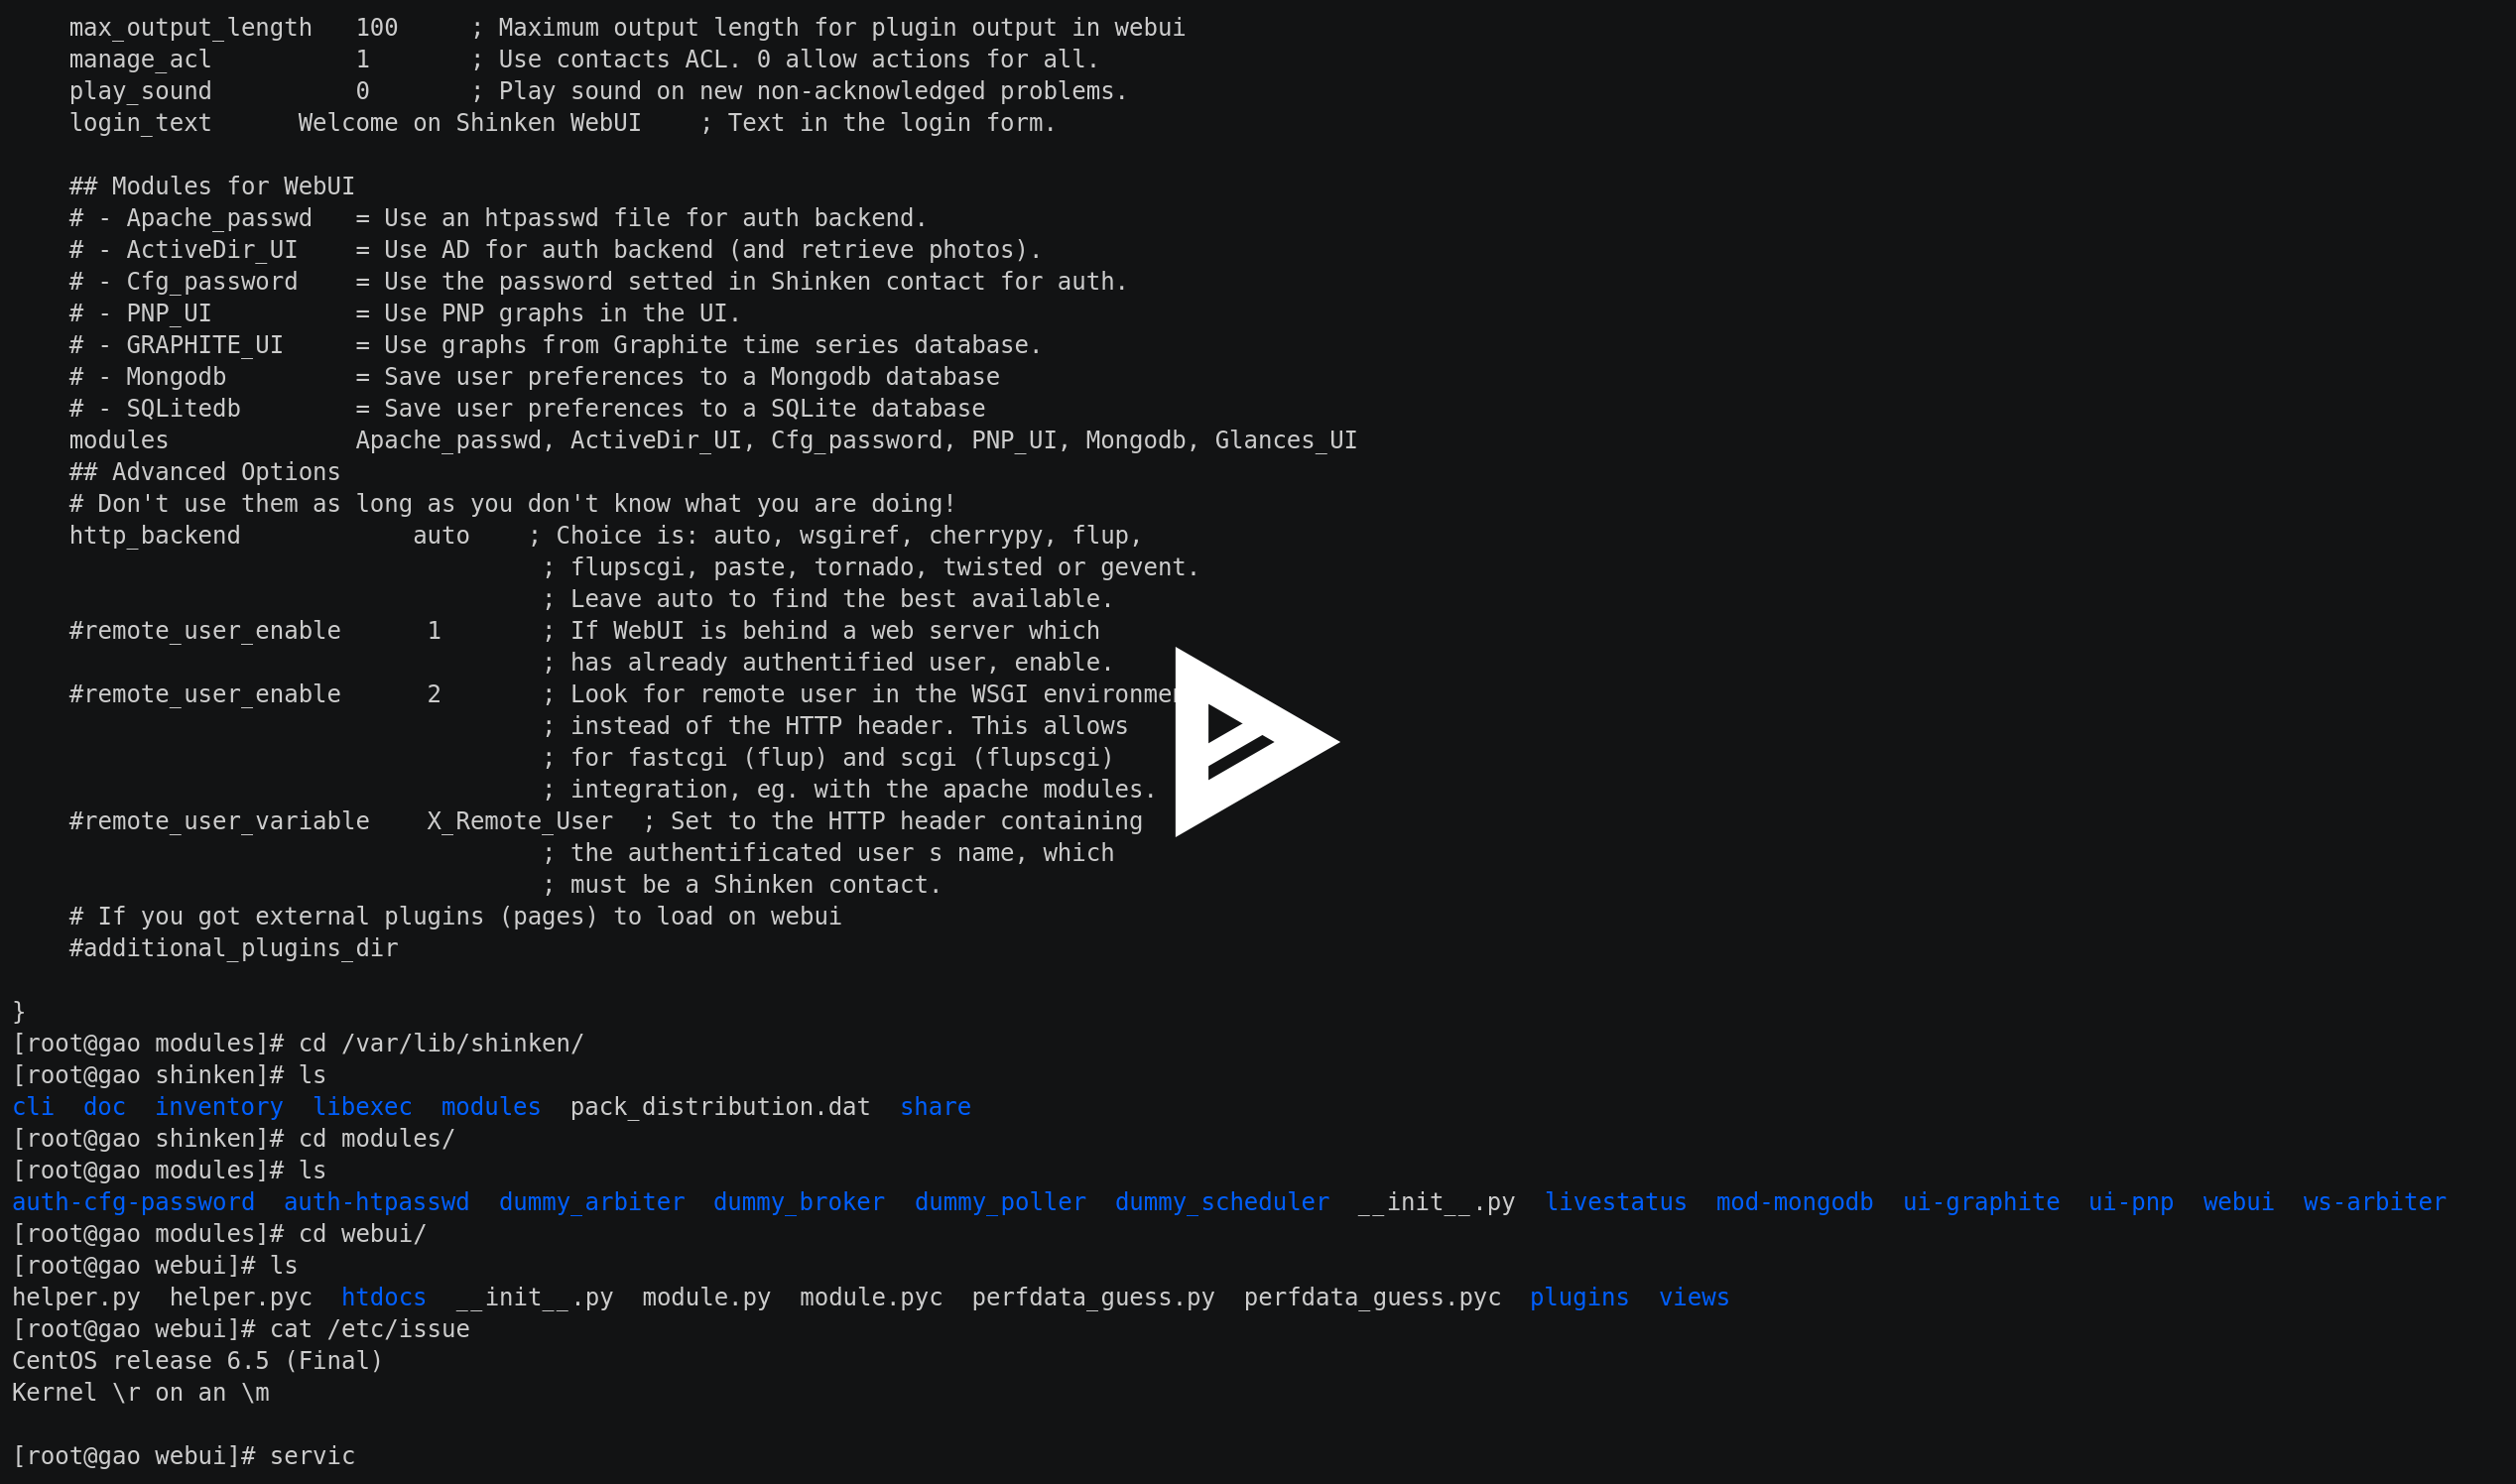 max_output_length   100     ; Maximum output length for plugin output in webui
manage_acl          1       ; Use contacts ACL. 0 allow actions for all.
play_sound          0       ; Play sound on new non-acknowledged problems.
login_text      Welcome on Shinken WebUI    ; Text in the login form.
## Modules for WebUI
# - Apache_passwd   = Use an htpasswd file for auth backend.
# - ActiveDir_UI    = Use AD for auth backend (and retrieve photos).
# - Cfg_password    = Use the password setted in Shinken contact for auth.
# - PNP_UI          = Use PNP graphs in the UI.
# - GRAPHITE_UI     = Use graphs from Graphite time series database.
# - Mongodb         = Save user preferences to a Mongodb database
# - SQLitedb        = Save user preferences to a SQLite database
modules             Apache_passwd, ActiveDir_UI, Cfg_password, PNP_UI, Mongodb, Glances_UI
## Advanced Options
# Don't use them as long as you don't know what you are doing!
http_backend            auto    ; Choice is: auto, wsgiref, cherrypy, flup,
; flupscgi, paste, tornado, twisted or gevent.
; Leave auto to find the best available.
#remote_user_enable      1       ; If WebUI is behind a web server which
; has already authentified user, enable.
#remote_user_enable      2       ; Look for remote user in the WSGI
; instead of the HTTP header. This allows
; for fastcgi (flup) and scgi (flupscgi)
; integration, eg. with the apache modules.
#remote_user_variable    X_Remote_User  ; Set to the HTTP header containing
; the authentificated user s name, which
; must be a Shinken contact.
# If you got external plugins (pages) to load on webui
#additional_plugins_dir
}
[root@gao modules]# cd /var/lib/shinken/
[root@gao shinken]# ls
cli  doc  inventory  libexec  modules  pack_distribution.dat  share
[root@gao shinken]# cd modules/
[root@gao modules]# ls
auth-cfg-password  auth-htpasswd  dummy_arbiter  dummy_broker  dummy_poller  dummy_scheduler  __init__.py  livestatus  mod-mongodb  ui-graphite  ui-pnp  webui  ws-arbiter
[root@gao modules]# cd webui/
[root@gao webui]# ls
helper.py  helper.pyc  htdocs  __init__.py  module.py  module.pyc  perfdata_guess.py  perfdata_guess.pyc  plugins  views
[root@gao webui]# cat /etc/issue
CentOS release 6.5 (Final)
Kernel \r on an \m
[root@gao webui]# servic